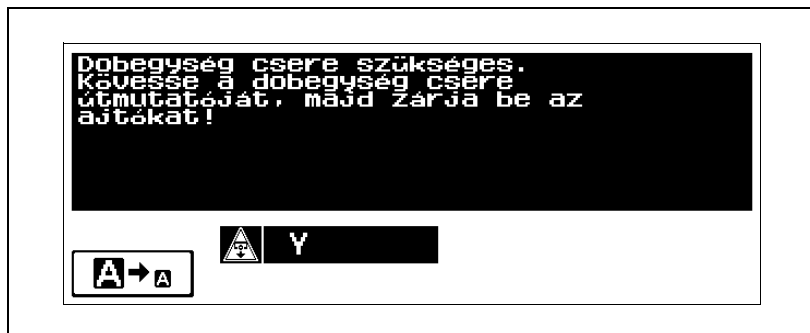 Dobegység csere szükséges.
Kövesse a dobegység csere
útmutatóját, majd zárja be az
ajtókat!
Y
A → A